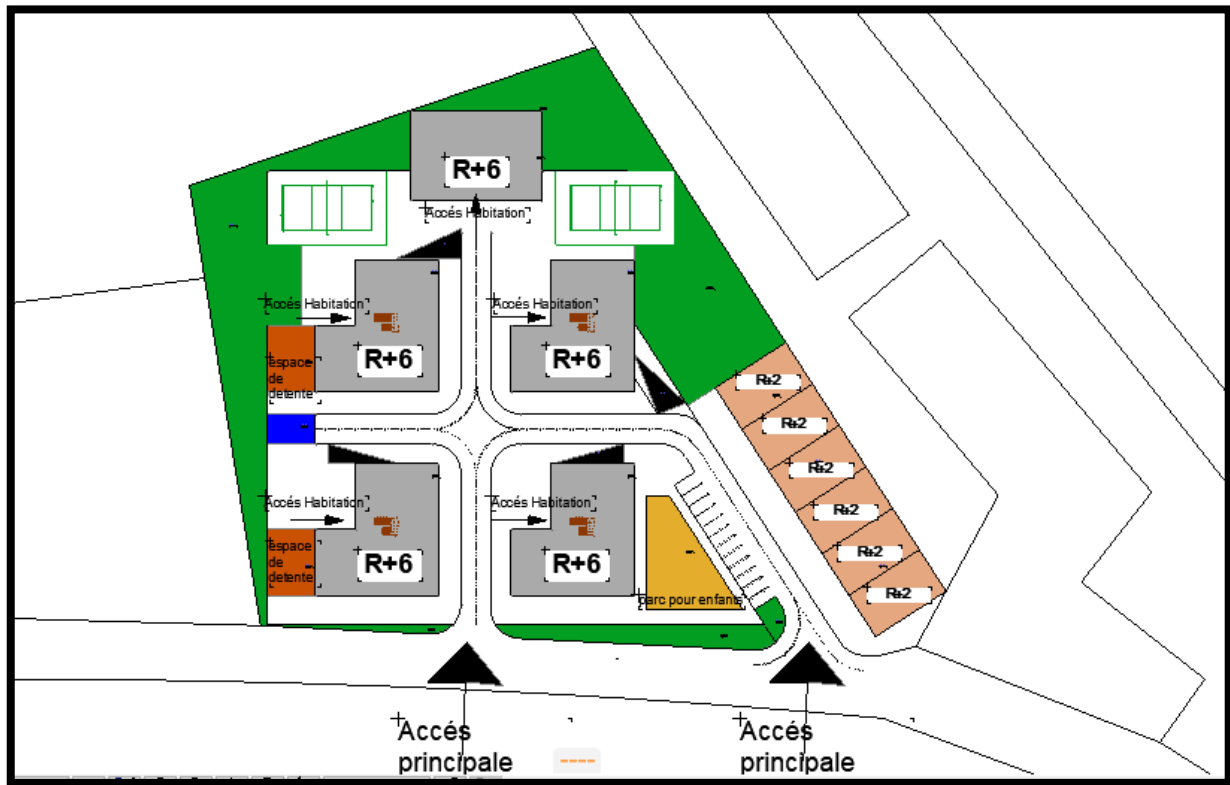 R+6
Accés Habitation
Accés Habitation
Accés Habitation
R+6
R+6
espace
de
detente
R+2
R+2
R+2
R+2
R+2
R+2
Accés Habitation
Accés Habitation
R+6
R+6
espace
de
detente
parc pour enfants
Accés
principale
Accés
principale